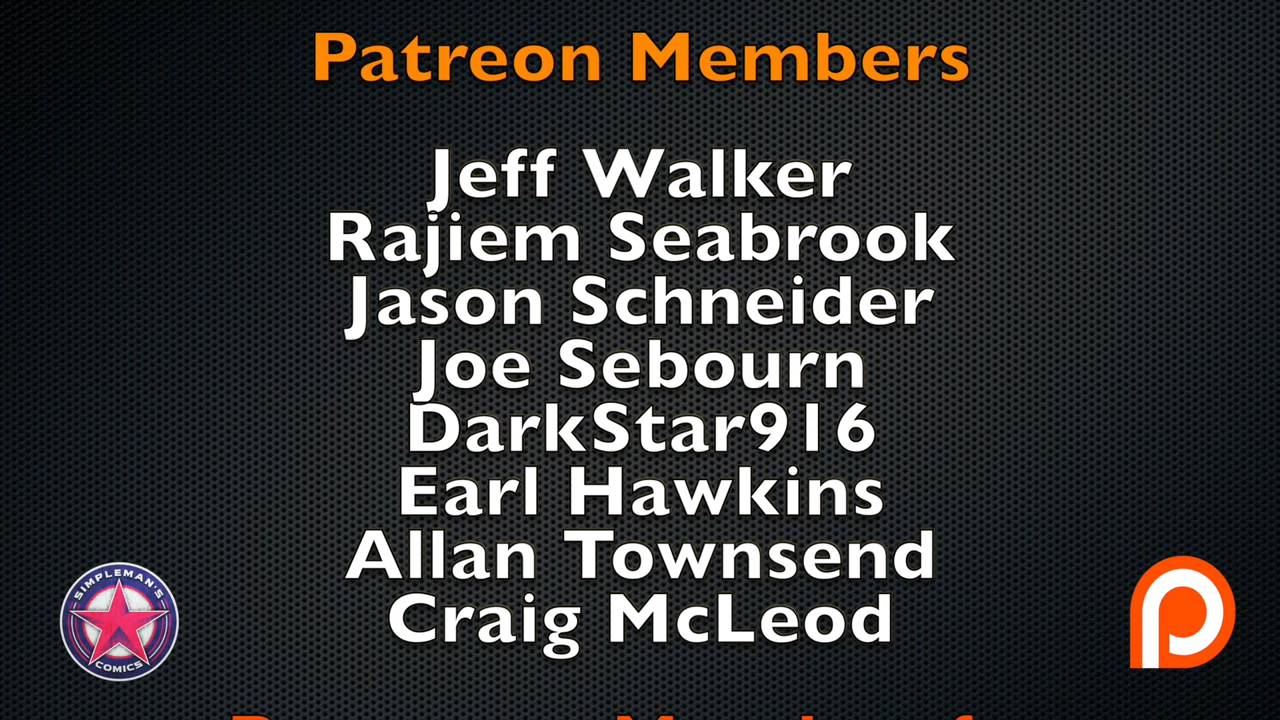 Patreon Members
Jeff Walker
Rajiem Seabrook
Jason Schneider
Joe Sebourn
DarkStar916
Earl Hawkins
Allan Townsend
Craig McLeod
SIMPLEMAN'S
COMICS